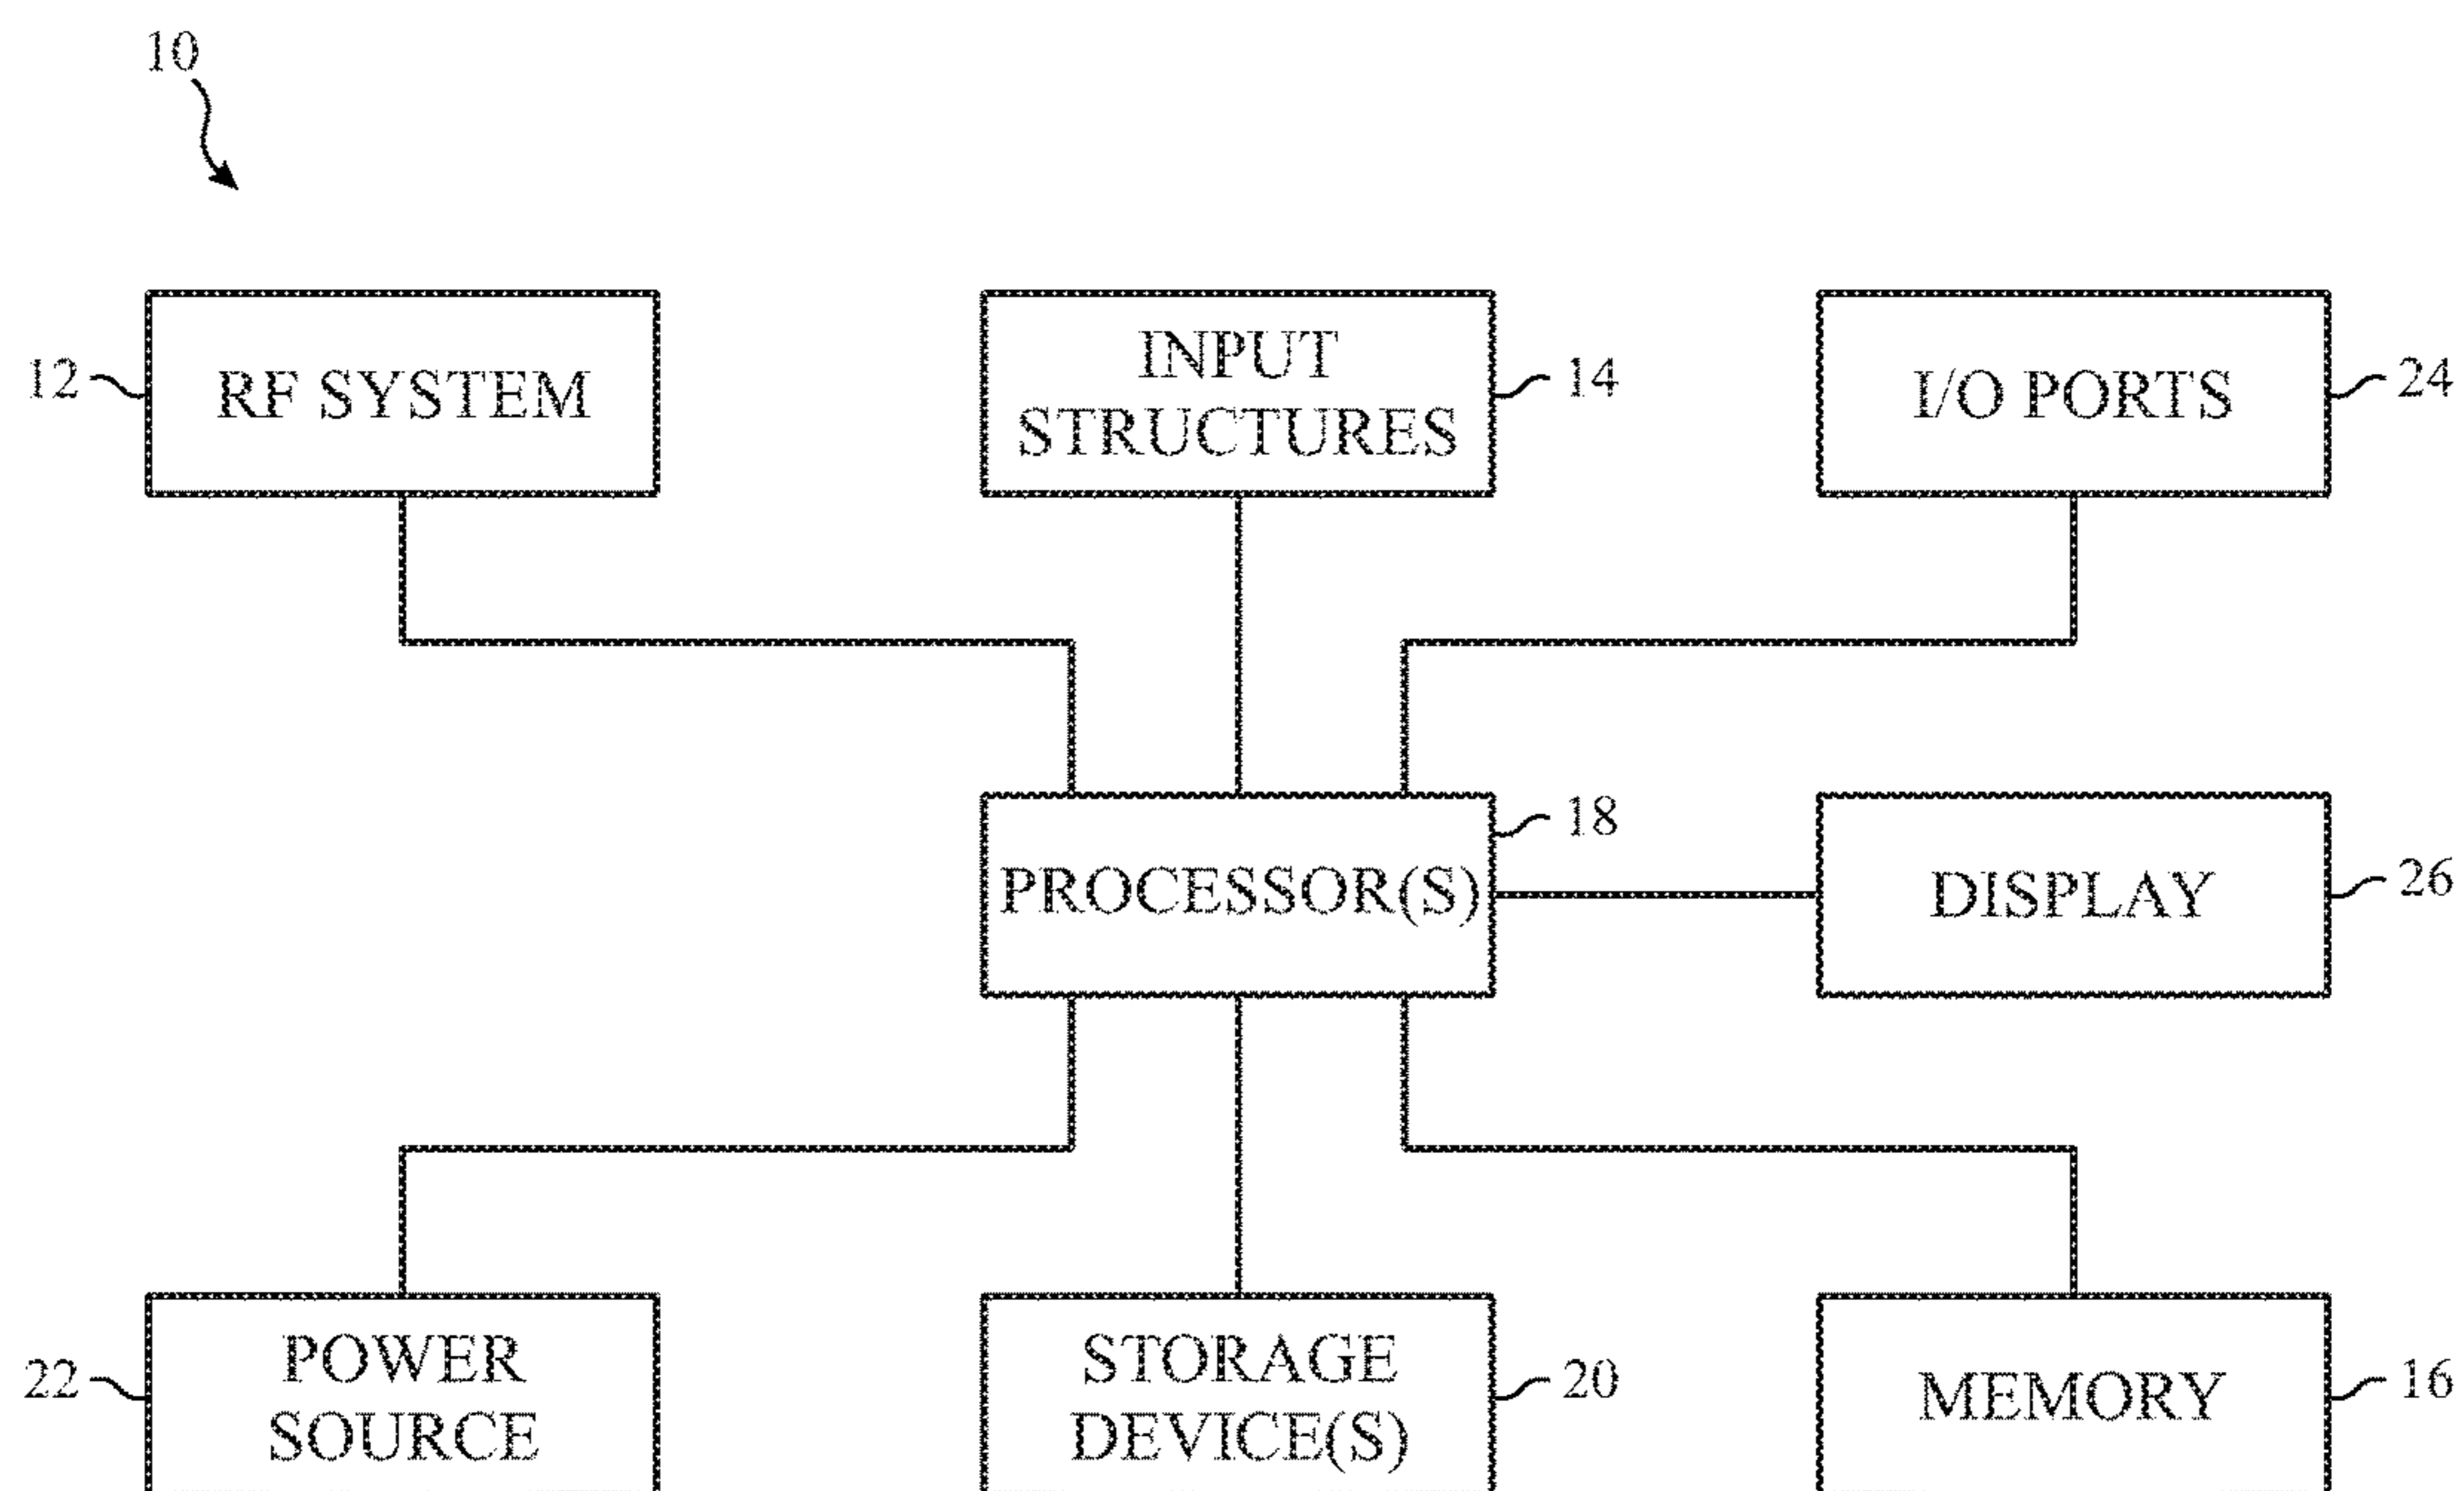 10
12
RF SYSTEM
INPUT
STRUCTURES
14
I/O PORTS
24
PROCESSOR(S)
18
DISPLAY
26
22
POWER
SOURCE
STORAGE
DEVICE(S)
20
MEMORY
16